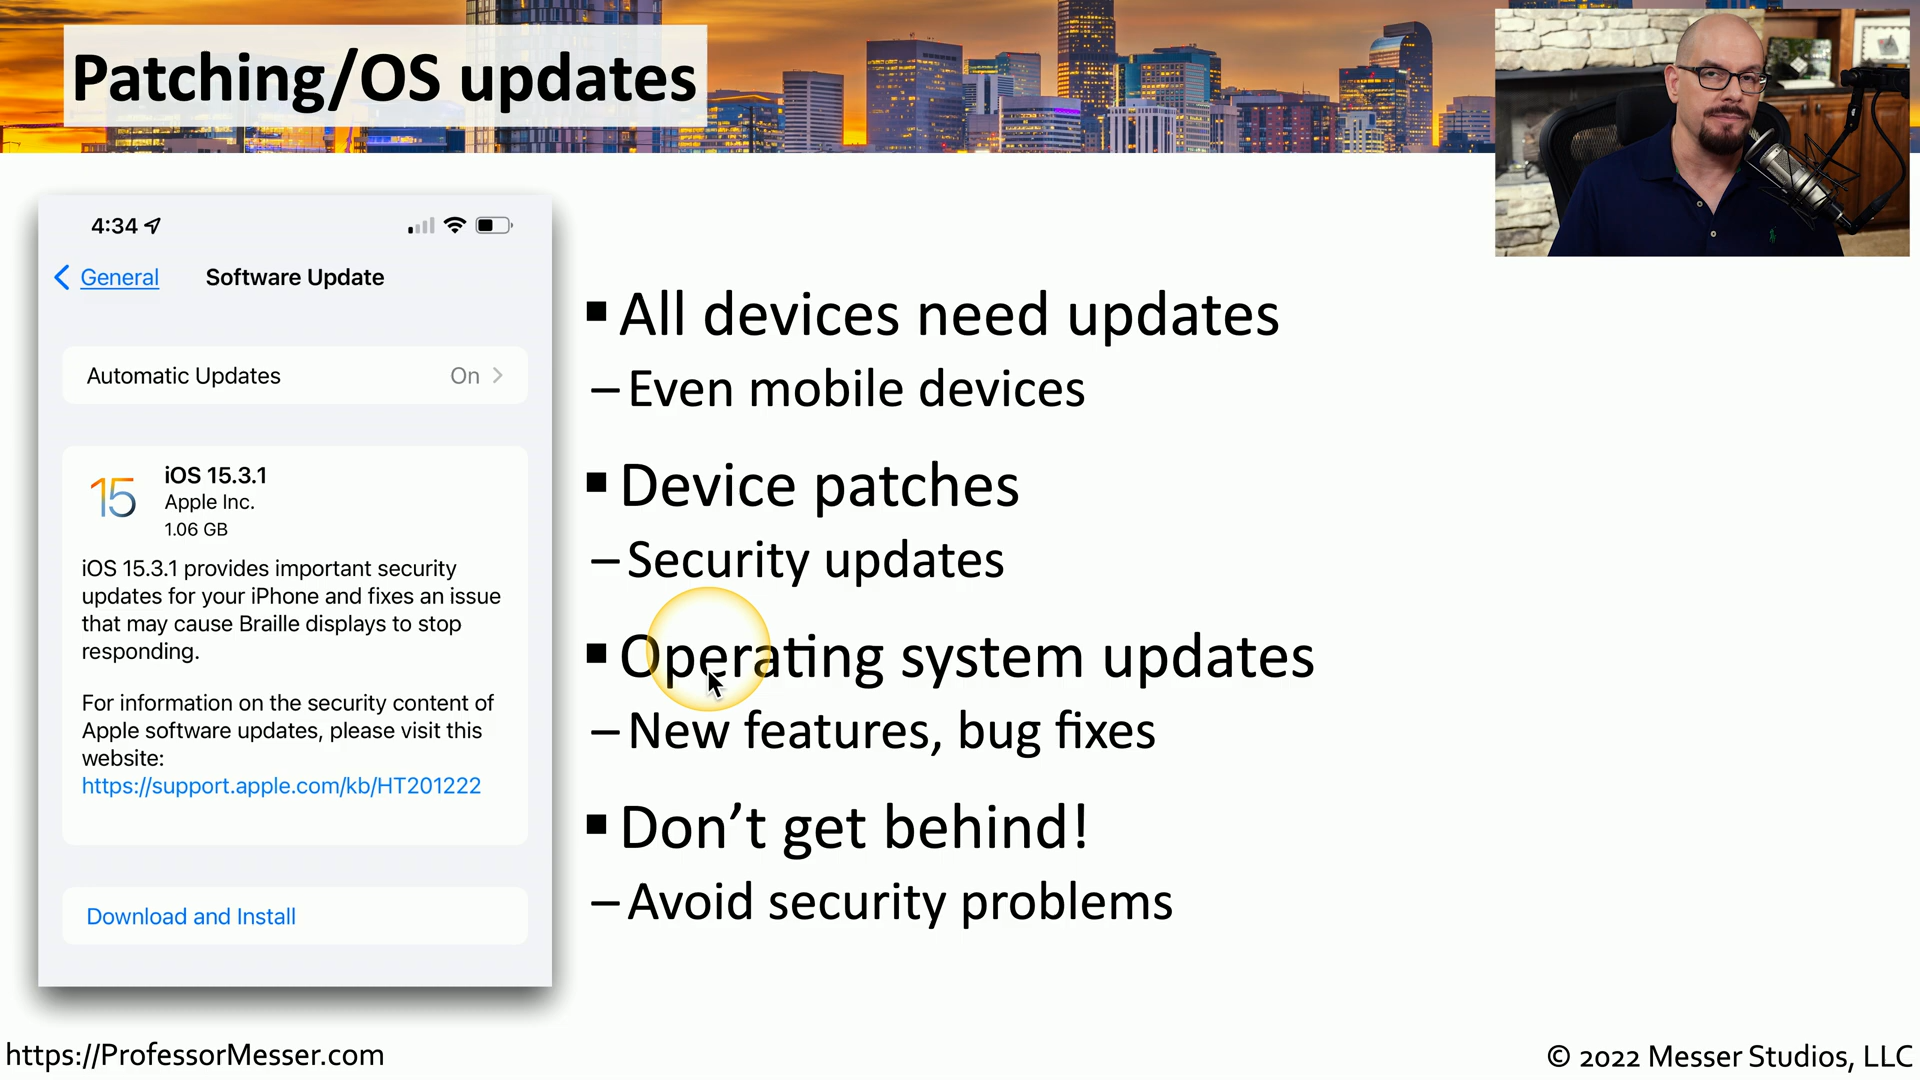 Patching/OS updates
4:34
General
Software Update
Automatic Updates
On
15
iOS 15.3.1
Apple Inc.
1.06 GB
iOS 15.3.1 provides important security
updates for your iPhone and fixes an issue
that may cause Braille displays to stop
responding.
For information on the security content of
Apple software updates, please visit this
website:
https://support.apple.com/kb/HT201222
Download and Install
▪ All devices need updates
– Even mobile devices
▪ Device patches
– Security updates
▪ Operating system updates
– New features, bug fixes
▪ Don’t get behind!
– Avoid security problems
https://ProfessorMesser.com
© 2022 Messer Studios, LLC